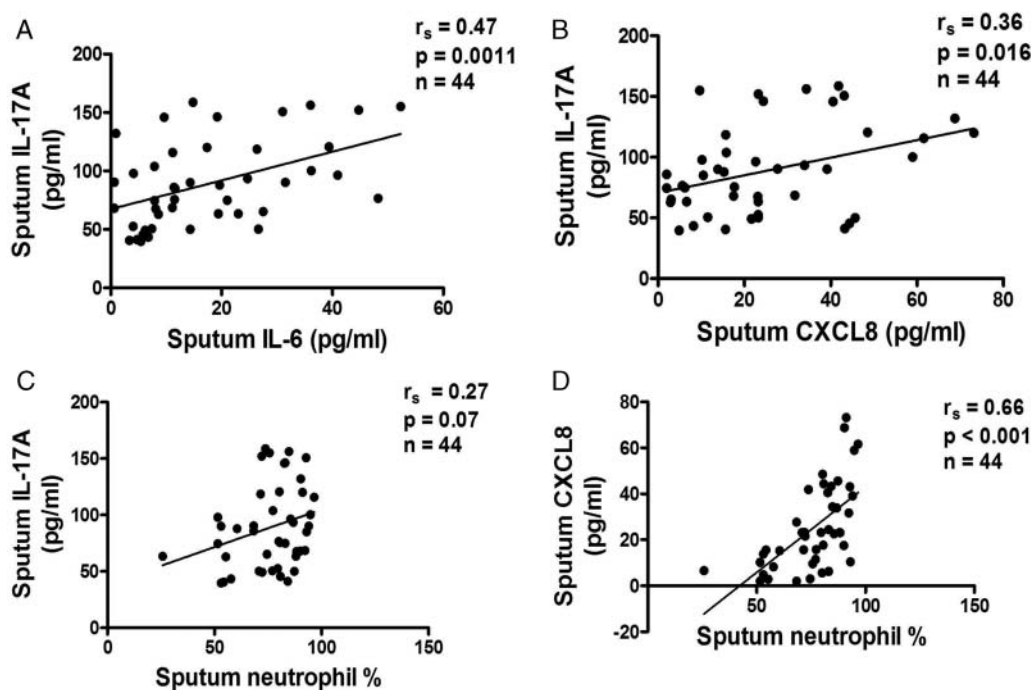 A
r_s = 0.47
p = 0.0011
n = 44
Sputum IL-17A
(pg/ml)
200
150
100
50
0
0 20 40 60
Sputum IL-6 (pg/ml)
B
r_s = 0.36
p = 0.016
n = 44
Sputum IL-17A
(pg/ml)
200
150
100
50
0
0 20 40 60 80
Sputum CXCL8 (pg/ml)
C
r_s = 0.27
p = 0.07
n = 44
Sputum IL-17A
(pg/ml)
200
150
100
50
0
0 50 100 150
Sputum neutrophil %
D
r_s = 0.66
p < 0.001
n = 44
Sputum CXCL8
(pg/ml)
80
60
40
20
0
-20
50 100 150
Sputum neutrophil %